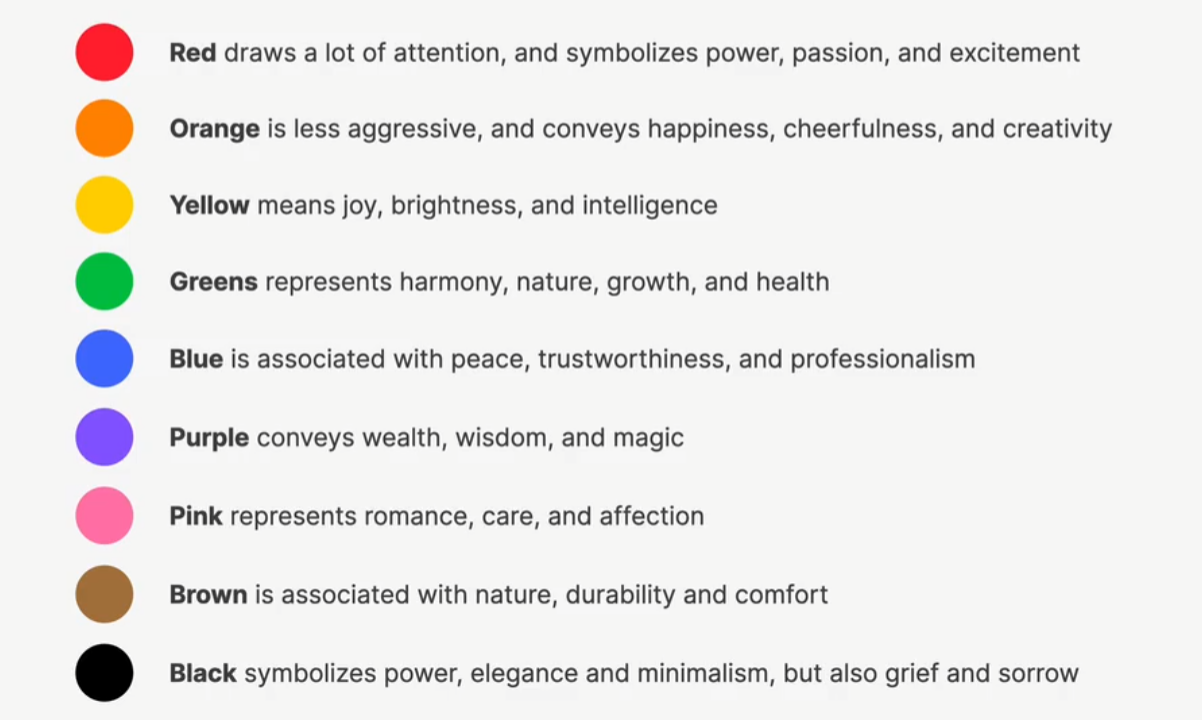 Red draws a lot of attention, and symbolizes power, passion, and excitement
Orange is less aggressive, and conveys happiness, cheerfulness, and creativity
Yellow means joy, brightness, and intelligence
Greens represents harmony, nature, growth, and health
Blue is associated with peace, trustworthiness, and professionalism
Purple conveys wealth, wisdom, and magic
Pink represents romance, care, and affection
Brown is associated with nature, durability and comfort
Black symbolizes power, elegance and minimalism, but also grief and sorrow